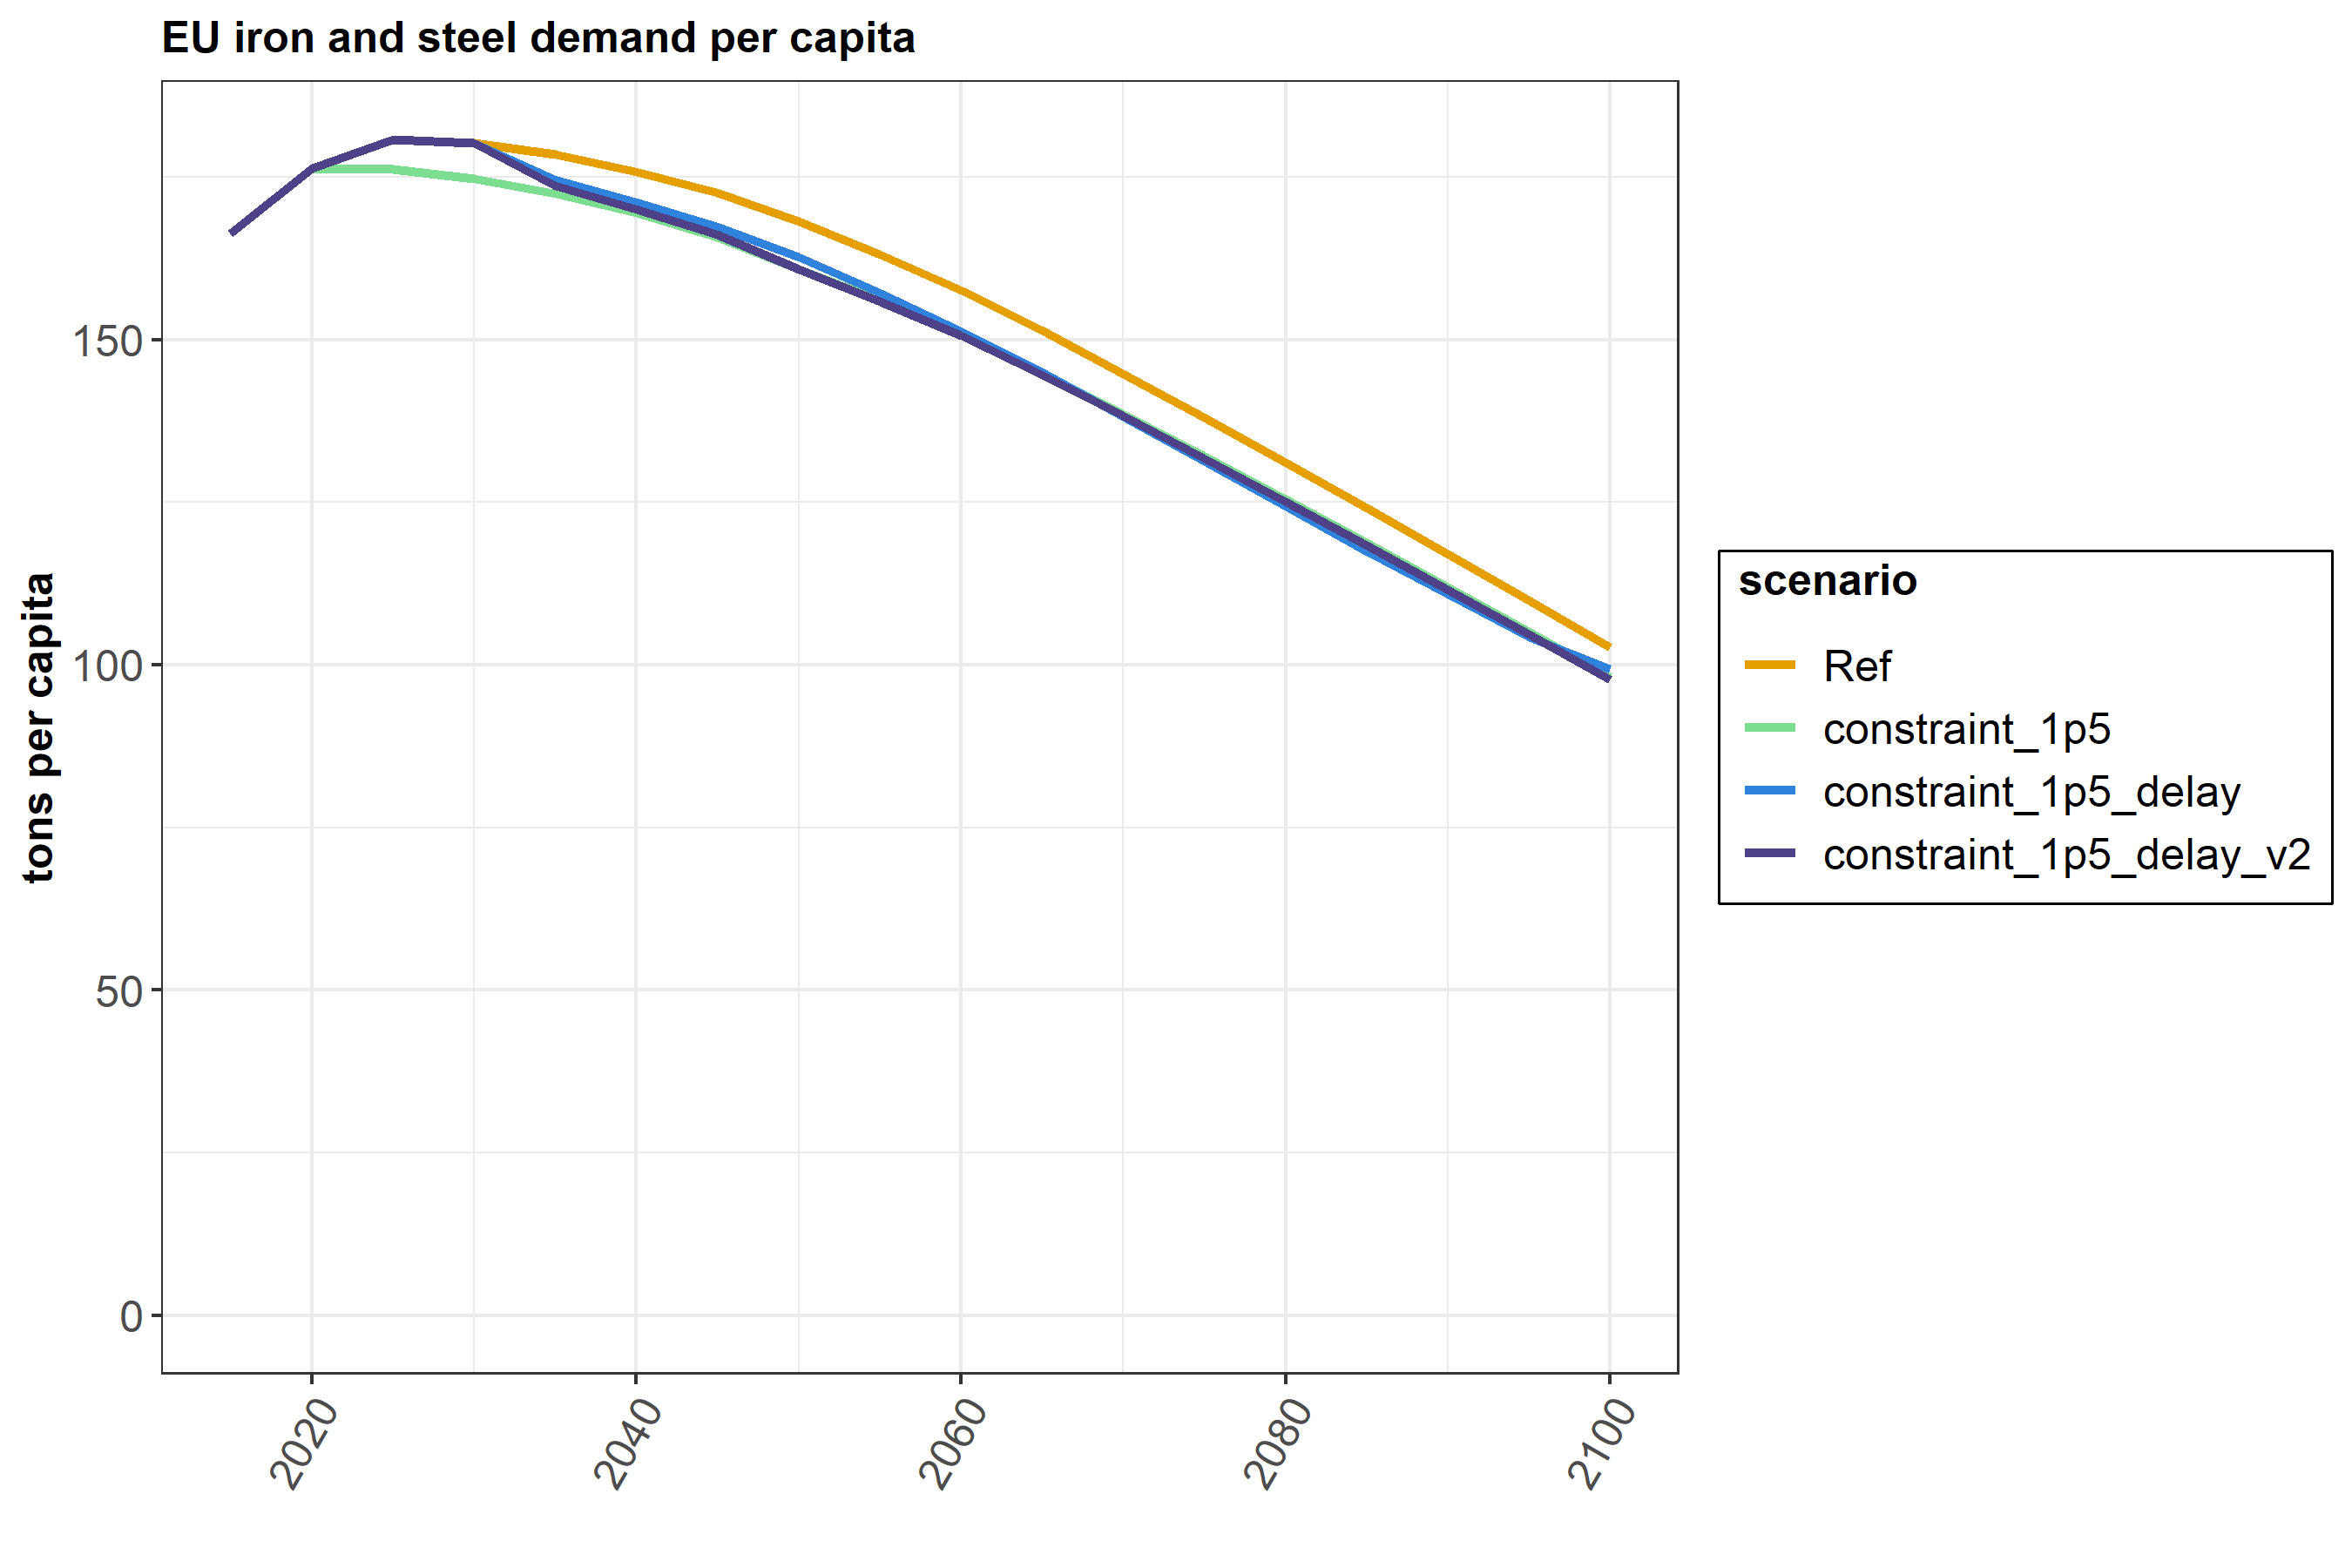 EU iron and steel demand per capita
tons per capita
150
100
50
0
2020
2040
2060
2080
2100
scenario
Ref
constraint_1p5
constraint_1p5_delay
constraint_1p5_delay_v2